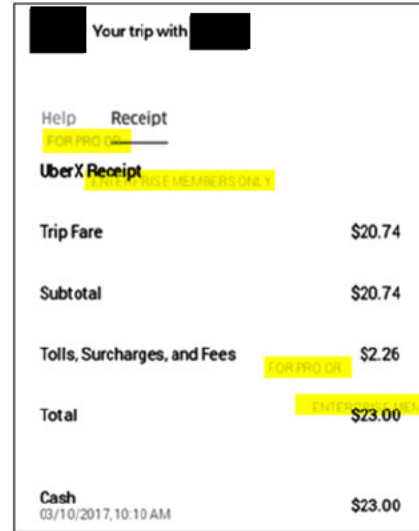 Your trip with
Help Receipt
FOR PRO OR
UberX Receipt
ENTERPRISE MEMBERS ONLY
Trip Fare $20.74
Subtotal $20.74
Tolls, Surcharges, and Fees $2.26
FOR PRO OR
ENTERPRISE MEM
Total $23.00
Cash $23.00
03/10/2017, 10:10 AM